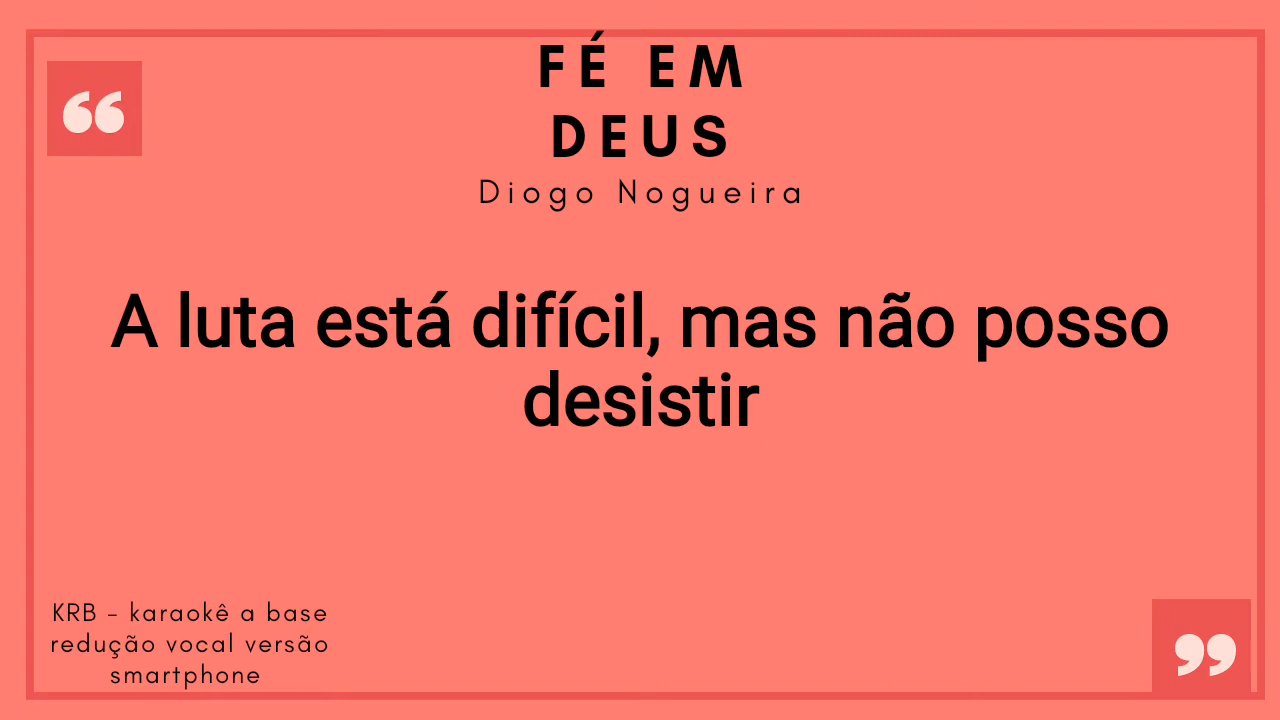 FÉ EM
DEUS
Diogo Nogueira
A luta está difícil, mas não posso
desistir
KRB - karaokê a base
redução vocal versão
smartphone